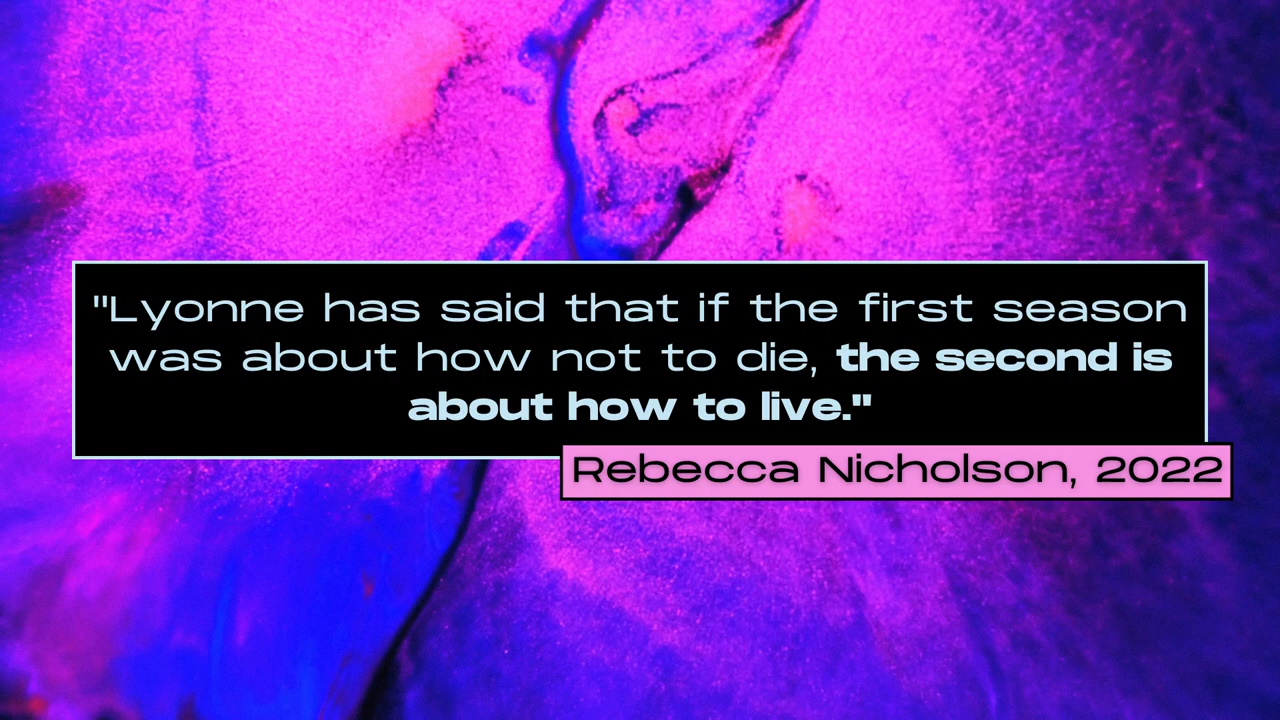 "Lyonne has said that if the first season
was about how not to die, the second is
about how to live."
Rebecca Nicholson, 2022